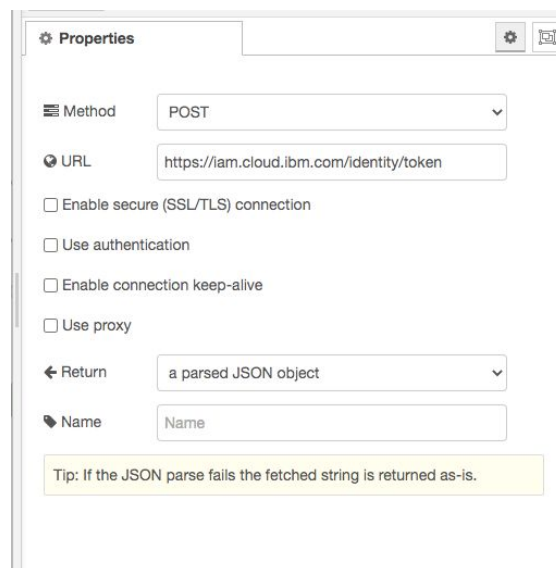 Properties
Method
POST
URL
https://iam.cloud.ibm.com/identity/token
Enable secure (SSL/TLS) connection
Use authentication
Enable connection keep-alive
Use proxy
Return
a parsed JSON object
Name
Name
Tip: If the JSON parse fails the fetched string is returned as-is.